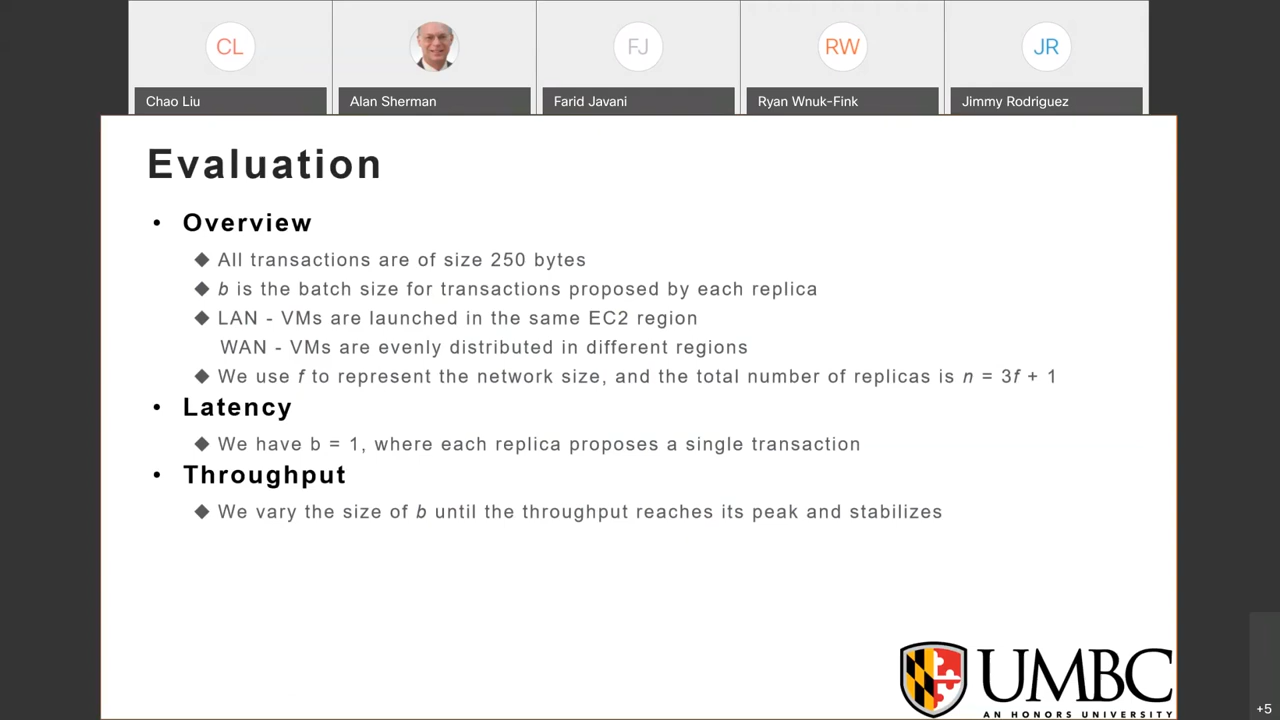 CL
FJ
RW
JR
Chao Liu
Alan Sherman
Farid Javani
Ryan Wnuk-Fink
Jimmy Rodriguez
Evaluation
• Overview
◆ All transactions are of size 250 bytes
◆ b is the batch size for transactions proposed by each replica
◆ LAN - VMs are launched in the same EC2 region
WAN - VMs are evenly distributed in different regions
◆ We use f to represent the network size, and the total number of replicas is n = 3f + 1
• Latency
◆ We have b = 1, where each replica proposes a single transaction
• Throughput
◆ We vary the size of b until the throughput reaches its peak and stabilizes
UMBC
AN HONORS UNIVERSITY
+5